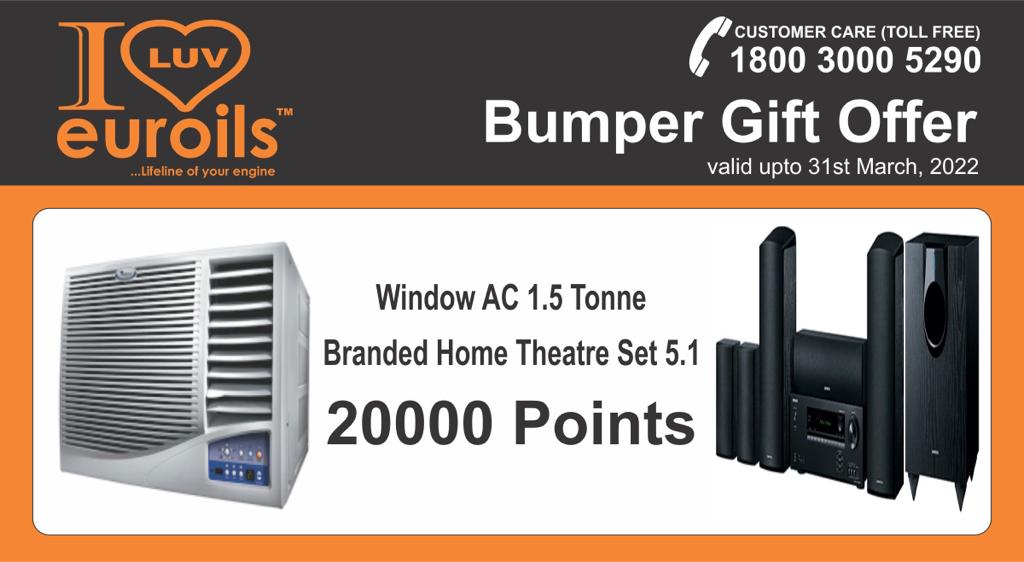 I LUV
euroils™
...Lifeline of your engine
CUSTOMER CARE (TOLL FREE)
1800 3000 5290
Bumper Gift Offer
valid upto 31st March, 2022
Window AC 1.5 Tonne
Branded Home Theatre Set 5.1
20000 Points